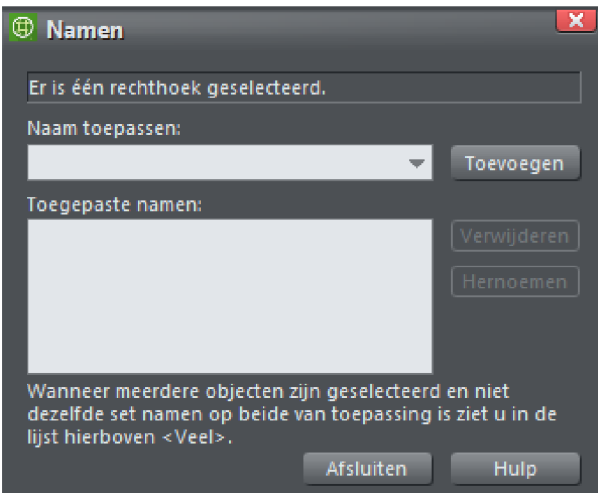 Namen
Er is één rechthoek geselecteerd.
Naam toepassen:
Toevoegen
Toegepaste namen:
Verwijderen
Hernoemen
Wanneer meerdere objecten zijn geselecteerd en niet
dezelfde set namen op beide van toepassing is ziet u in de
lijst hierboven <Veel>.
Afsluiten
Hulp